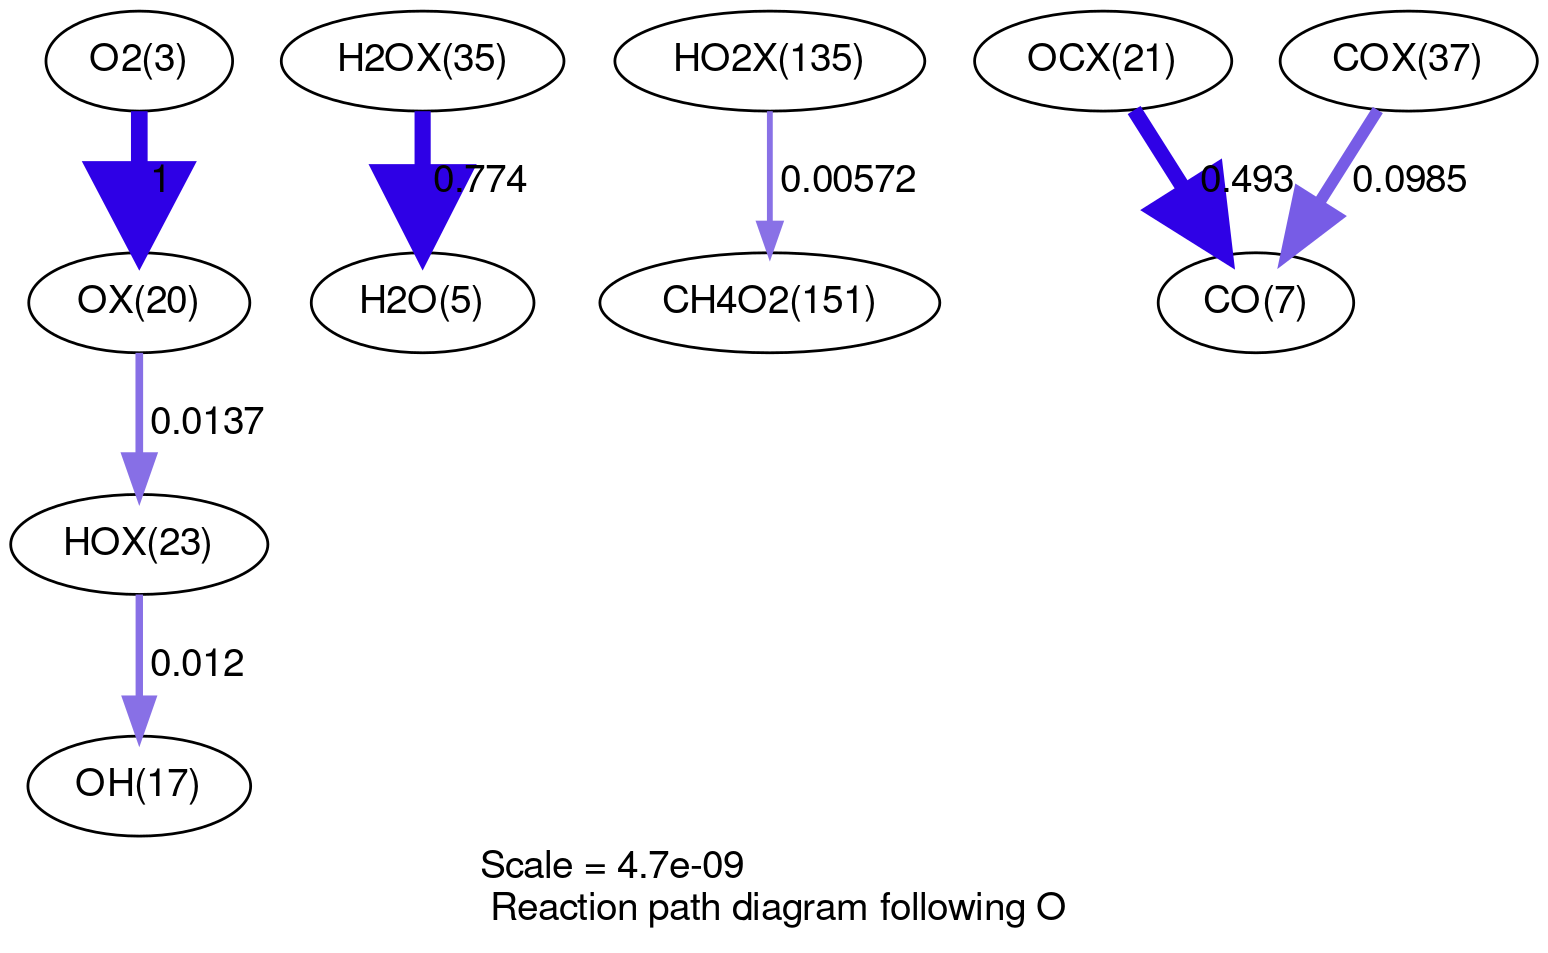 O2(3)
H2OX(35)
HO2X(135)
OCX(21)
COX(37)
1
0.774
0.00572
0.493
0.0985
OX(20)
H2O(5)
CH4O2(151)
CO(7)
0.0137
HOX(23)
0.012
OH(17)
Scale = 4.7e-09
Reaction path diagram following O